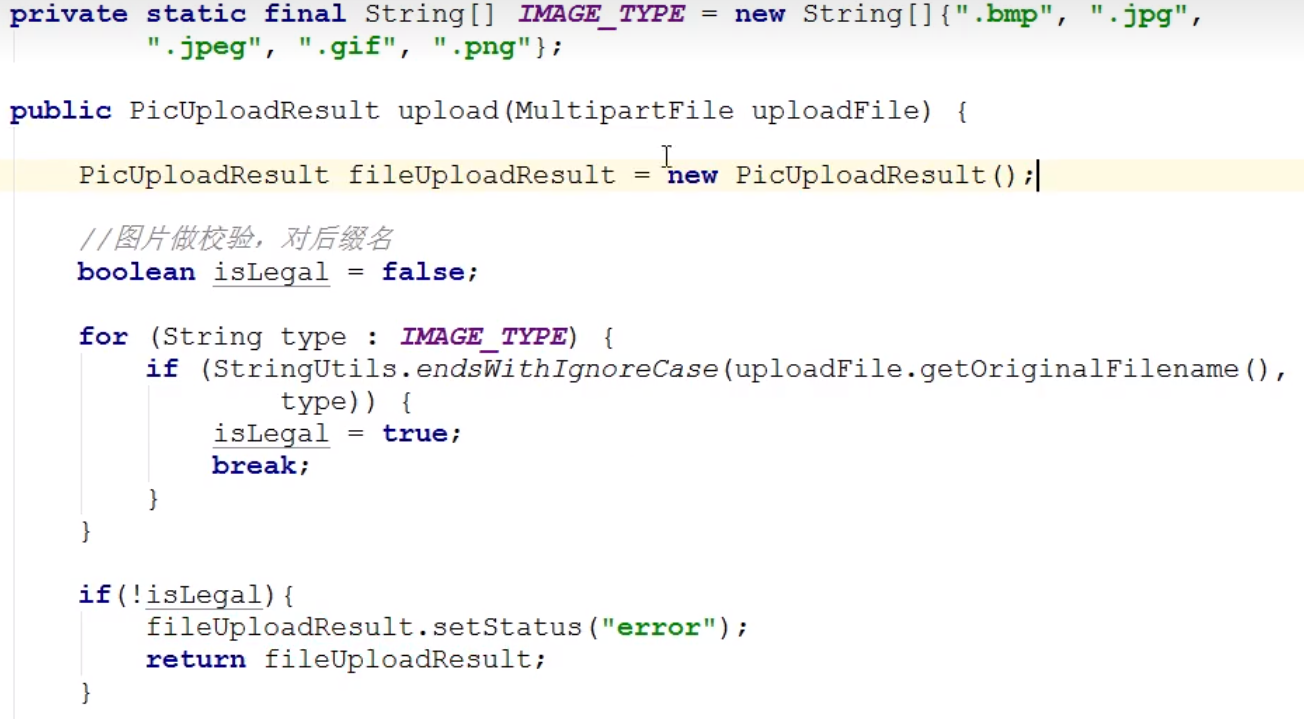 private static final String[] IMAGE_TYPE = new String[]{".bmp", ".jpg",
".jpeg", ".gif", ".png"};
public PicUploadResult upload(MultipartFile uploadFile) {
PicUploadResult fileUploadResult = new PicUploadResult();
//图片做校验，对后缀名
boolean isLegal = false;
for (String type : IMAGE_TYPE) {
if (StringUtils.endsWithIgnoreCase(uploadFile.getOriginalFilename(),
type)) {
isLegal = true;
break;
}
}
if(!isLegal){
fileUploadResult.setStatus("error");
return fileUploadResult;
}